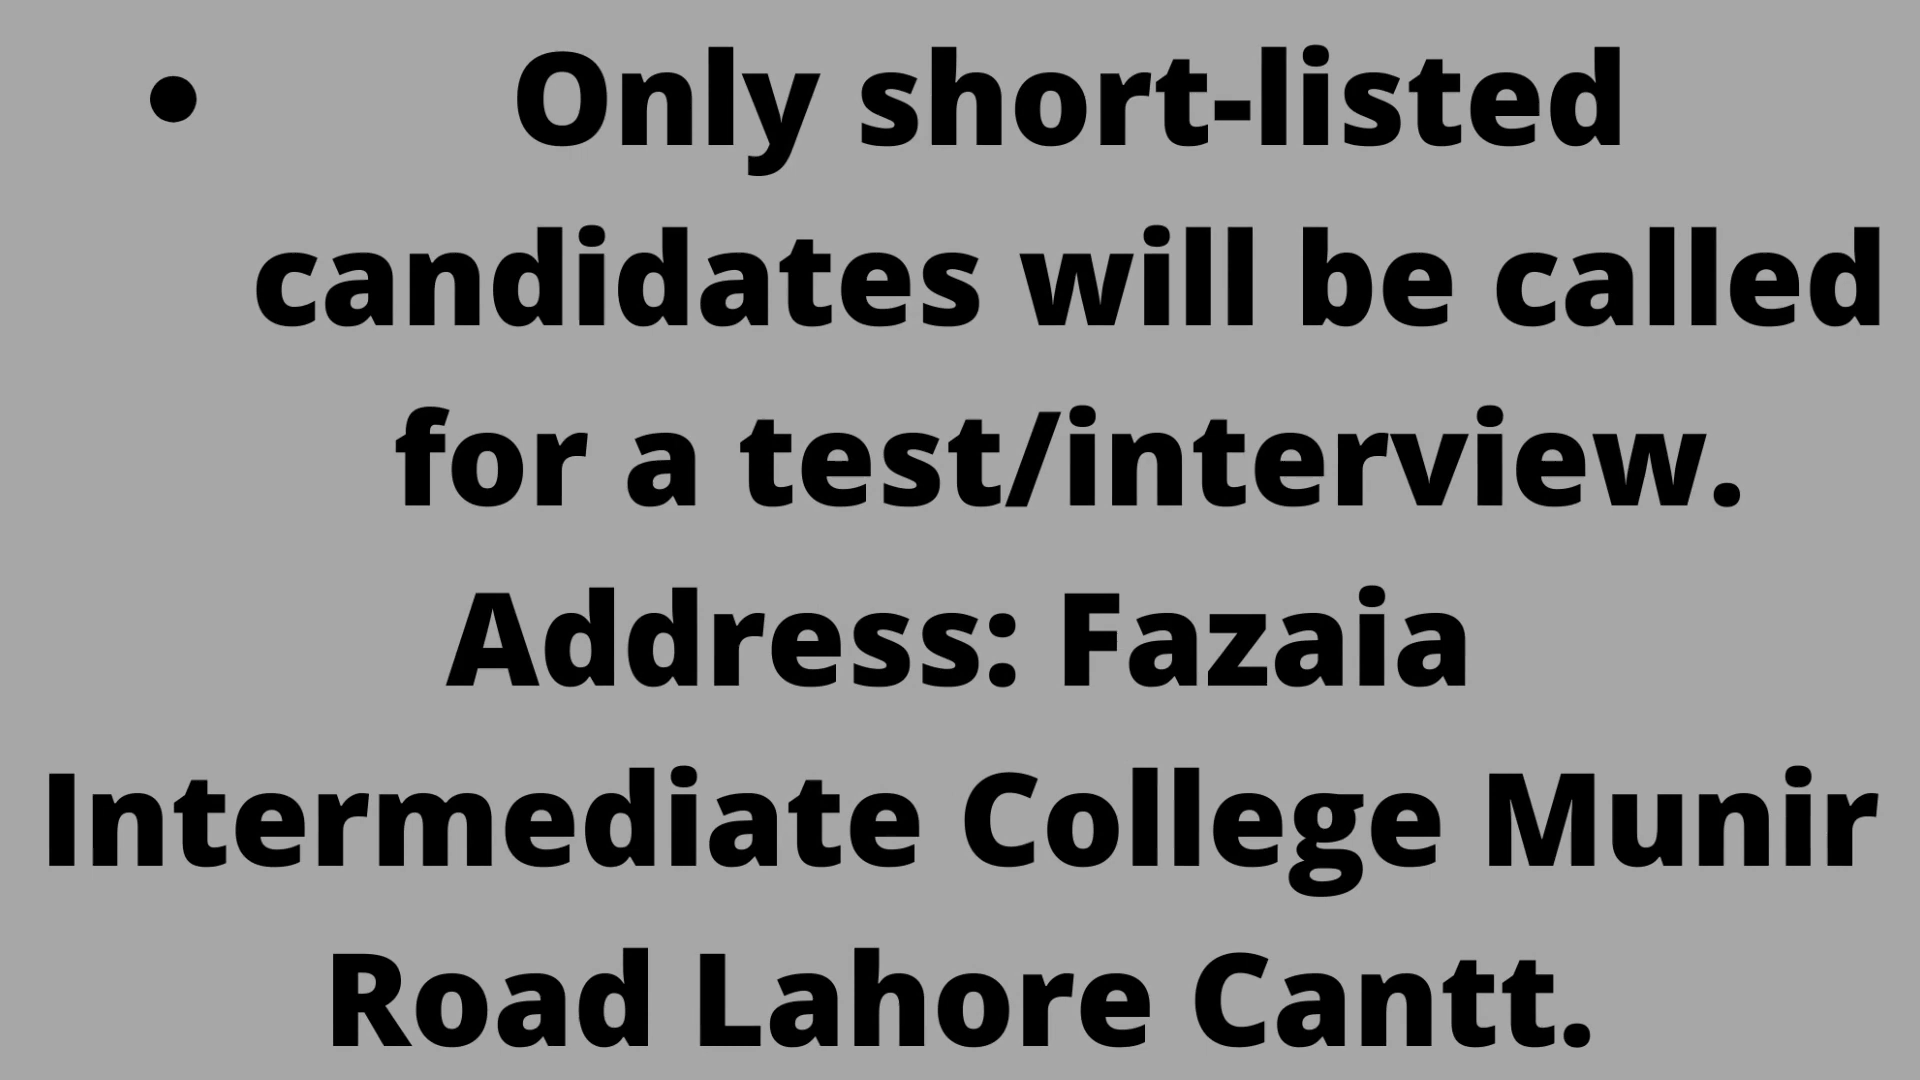 • Only short-listed
candidates will be called
for a test/interview.
Address: Fazaia
Intermediate College Munir
Road Lahore Cantt.